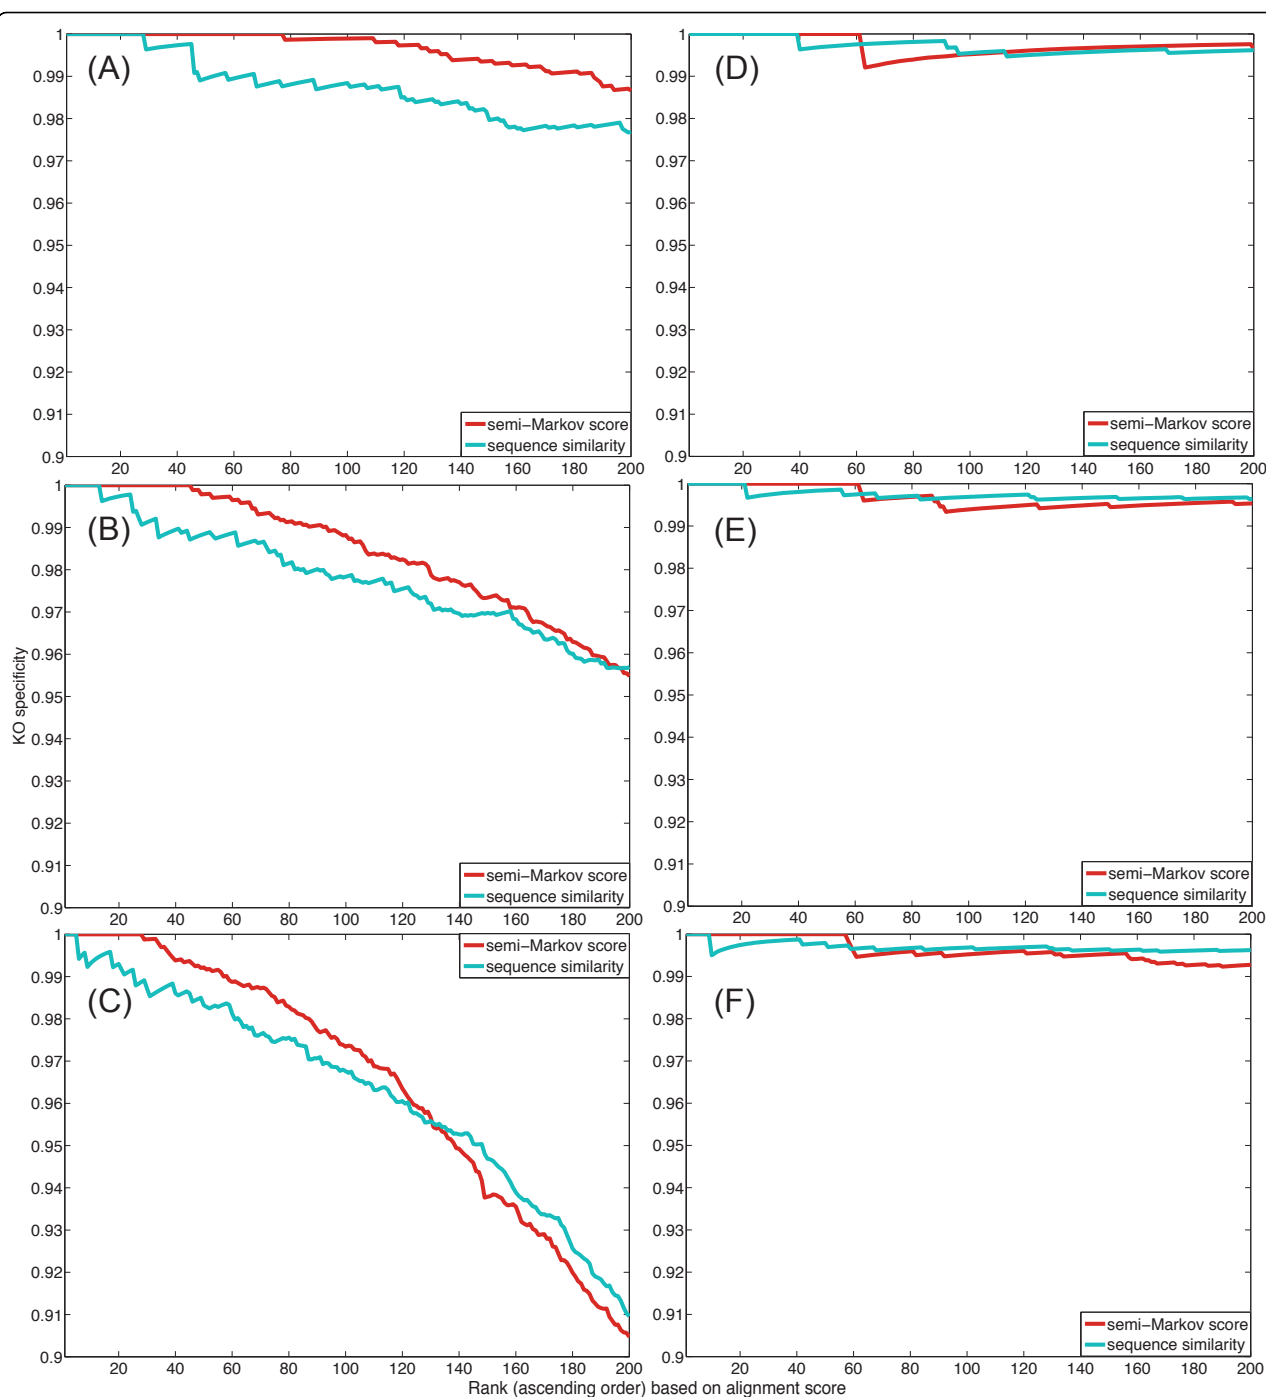 1
0.99
0.98
0.97
0.96
0.95
0.94
0.93
0.92
0.91
0.9
(A)
semi−Markov score
sequence similarity
20 40 60 80 100 120 140 160 180 200
1
0.99
0.98
0.97
0.96
0.95
0.94
0.93
0.92
0.91
0.9
(D)
semi−Markov score
sequence similarity
20 40 60 80 100 120 140 160 180 200
KO specificity
1
0.99
0.98
0.97
0.96
0.95
0.94
0.93
0.92
0.91
0.9
(B)
semi−Markov score
sequence similarity
20 40 60 80 100 120 140 160 180 200
1
0.99
0.98
0.97
0.96
0.95
0.94
0.93
0.92
0.91
0.9
(E)
semi−Markov score
sequence similarity
20 40 60 80 100 120 140 160 180 200
1
0.99
0.98
0.97
0.96
0.95
0.94
0.93
0.92
0.91
0.9
(C)
semi−Markov score
sequence similarity
20 40 60 80 100 120 140 160 180 200
1
0.99
0.98
0.97
0.96
0.95
0.94
0.93
0.92
0.91
0.9
(F)
semi−Markov score
sequence similarity
20 40 60 80 100 120 140 160 180 200
Rank (ascending order) based on alignment score